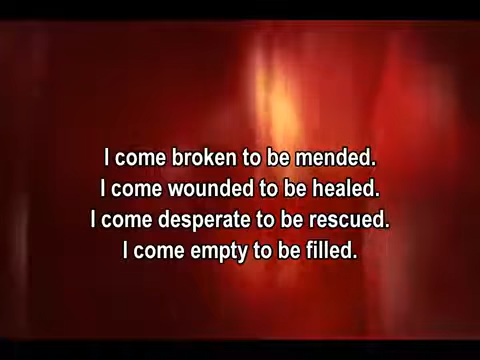 I come broken to be mended.
I come wounded to be healed.
I come desperate to be rescued.
I come empty to be filled.